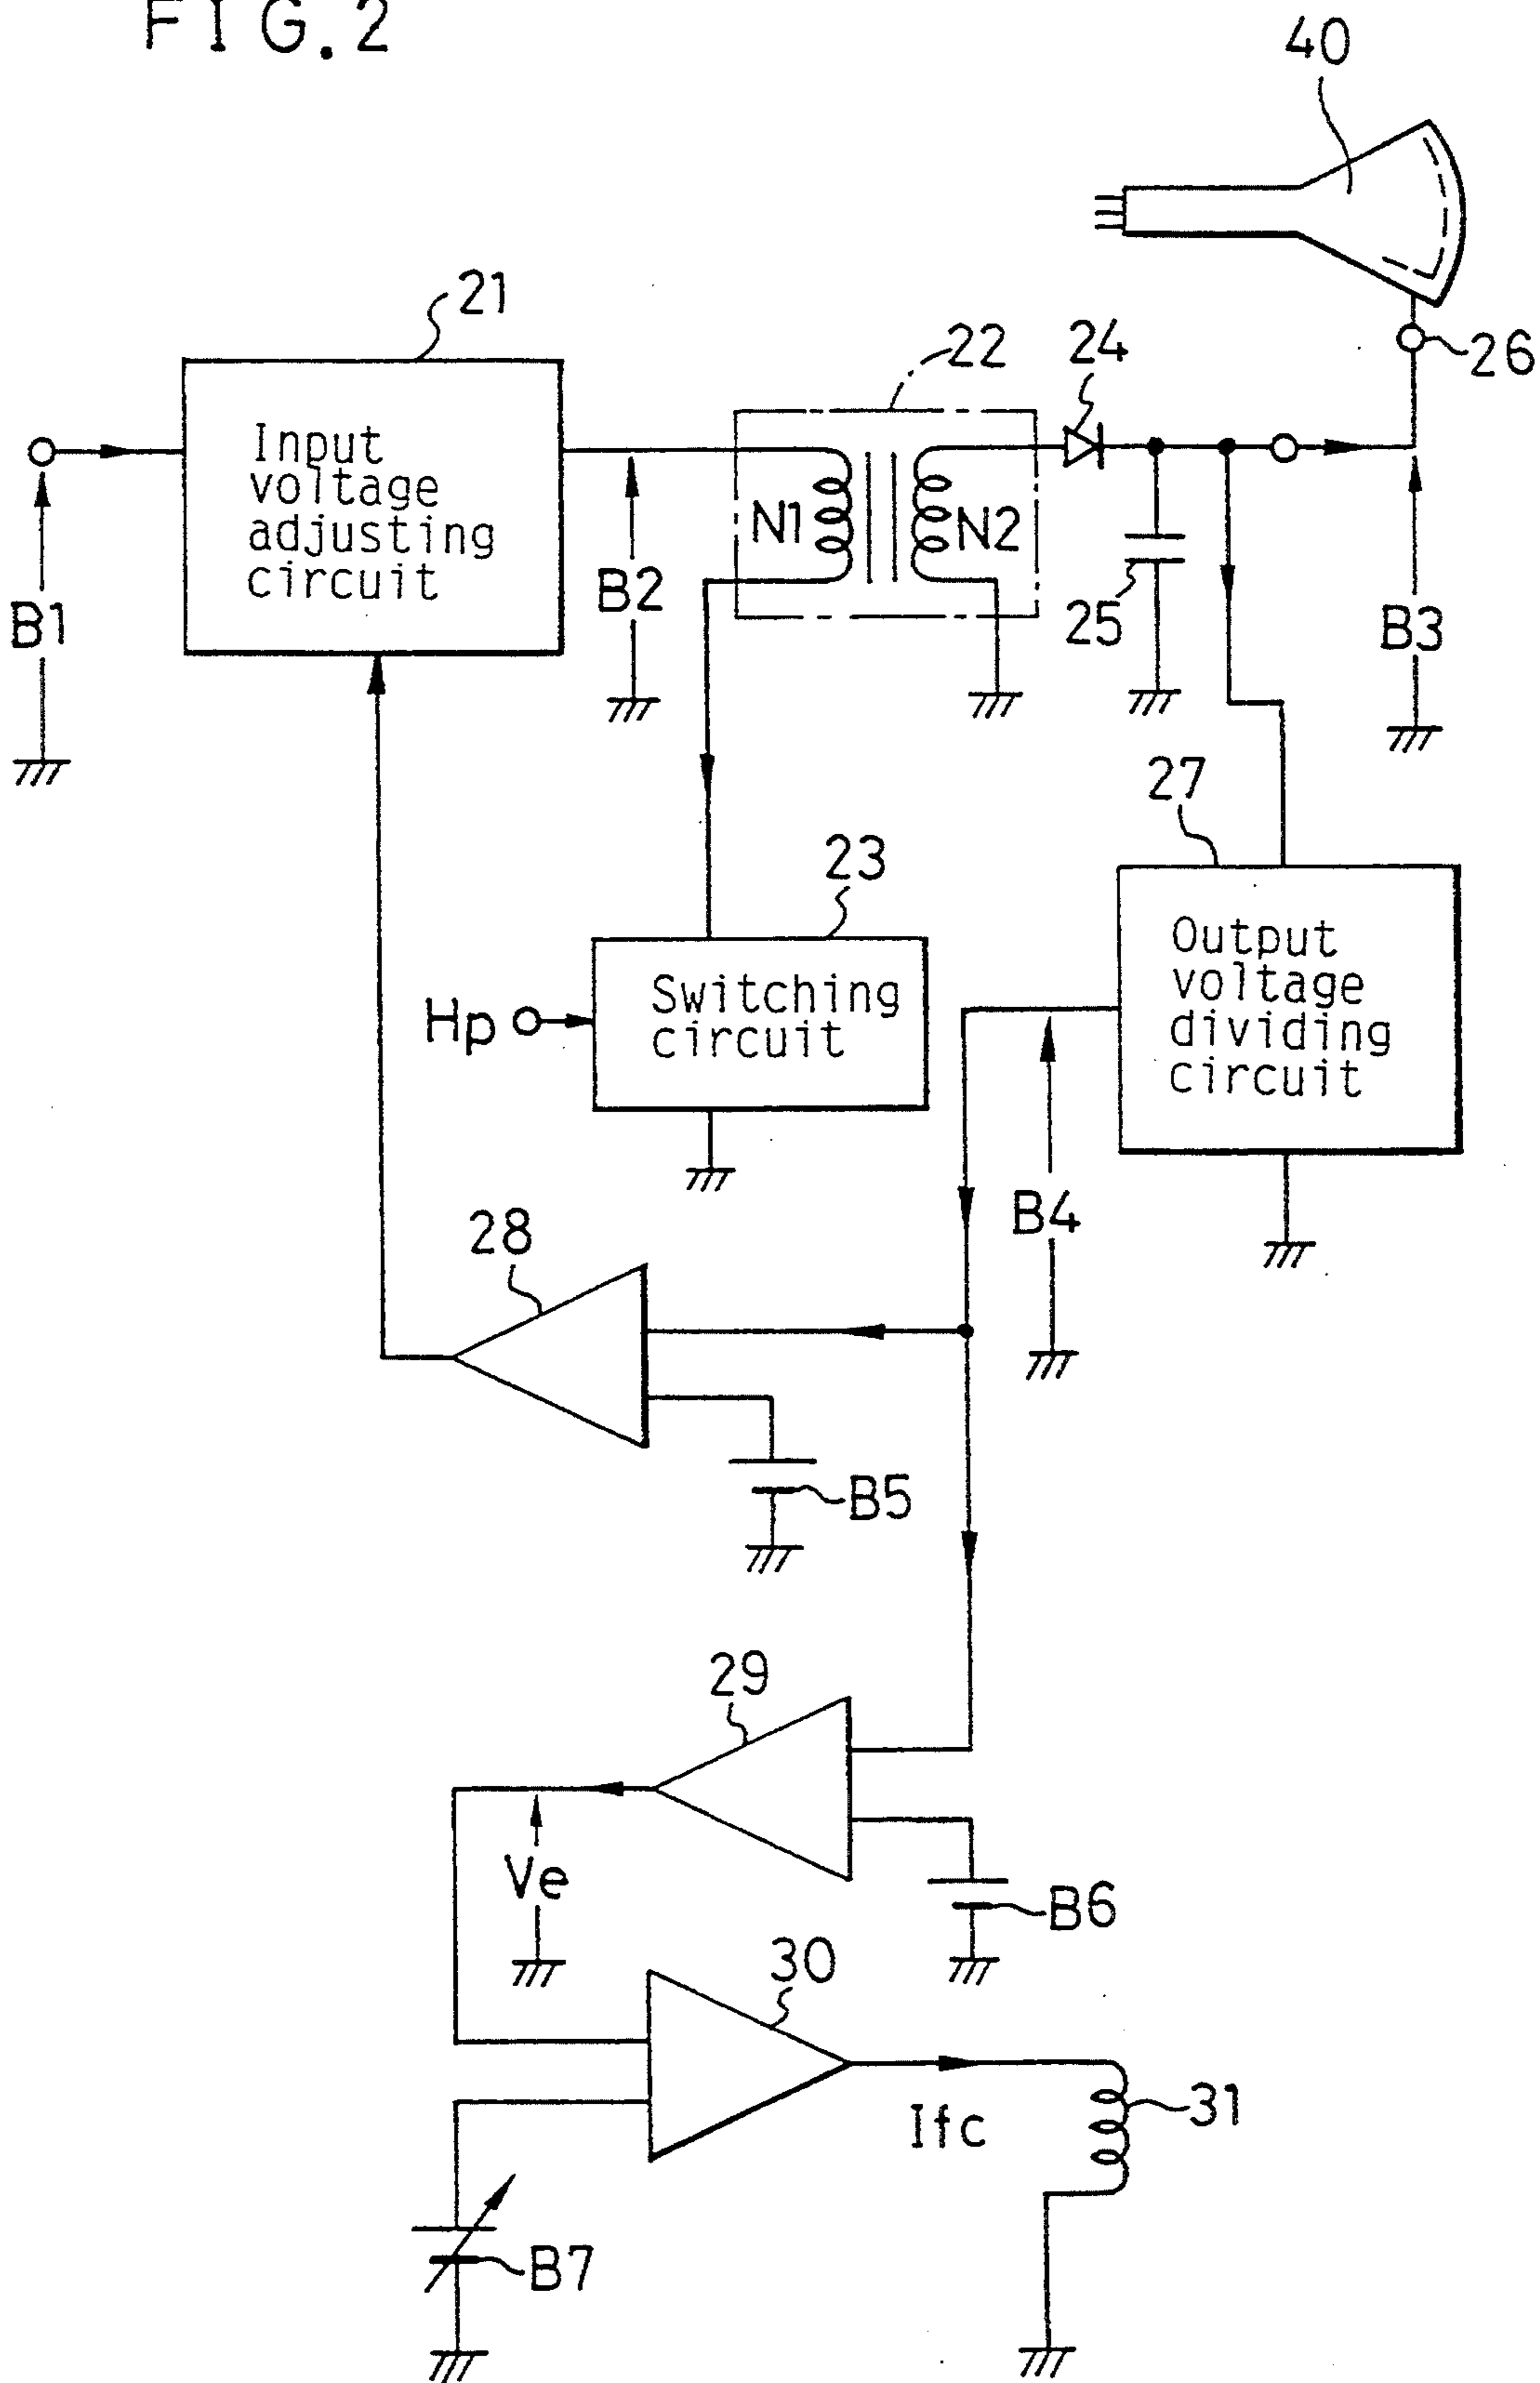 FIG.2
40
21
22
24
26
Input
voltage
adjusting
circuit
N1
N2
B1
B2
25
B3
27
23
Hp
Switching
circuit
Output
voltage
dividing
circuit
B4
28
B5
29
Ve
B6
30
Ifc
31
B7